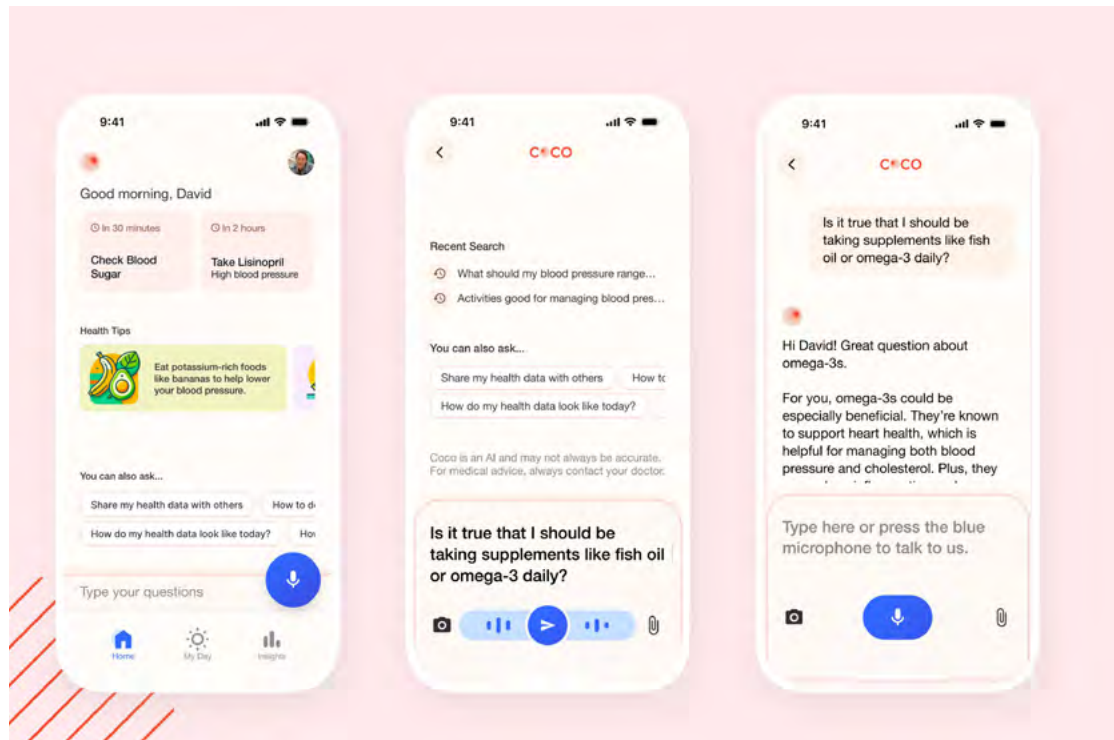 9:41
Good morning, David
In 30 minutes
Check Blood
Sugar
In 2 hours
Take Lisinopril
High blood pressure
Health Tips
Eat potassium-rich foods
like bananas to help lower
your blood pressure.
You can also ask...
Share my health data with others
How to d
How do my health data look like today?
Ho
Type your questions
Home
My Day
Insights
9:41
COCO
Recent Search
What should my blood pressure range...
Activities good for managing blood pres...
You can also ask...
Share my health data with others
How to
How do my health data look like today?
Coco is an AI and may not always be accurate.
For medical advice, always contact your doctor.
Is it true that I should be
taking supplements like fish oil
or omega-3 daily?
9:41
COCO
Is it true that I should be
taking supplements like fish
oil or omega-3 daily?
Hi David! Great question about
omega-3s.
For you, omega-3s could be
especially beneficial. They're known
to support heart health, which is
helpful for managing both blood
pressure and cholesterol. Plus, they
Type here or press the blue
microphone to talk to us.